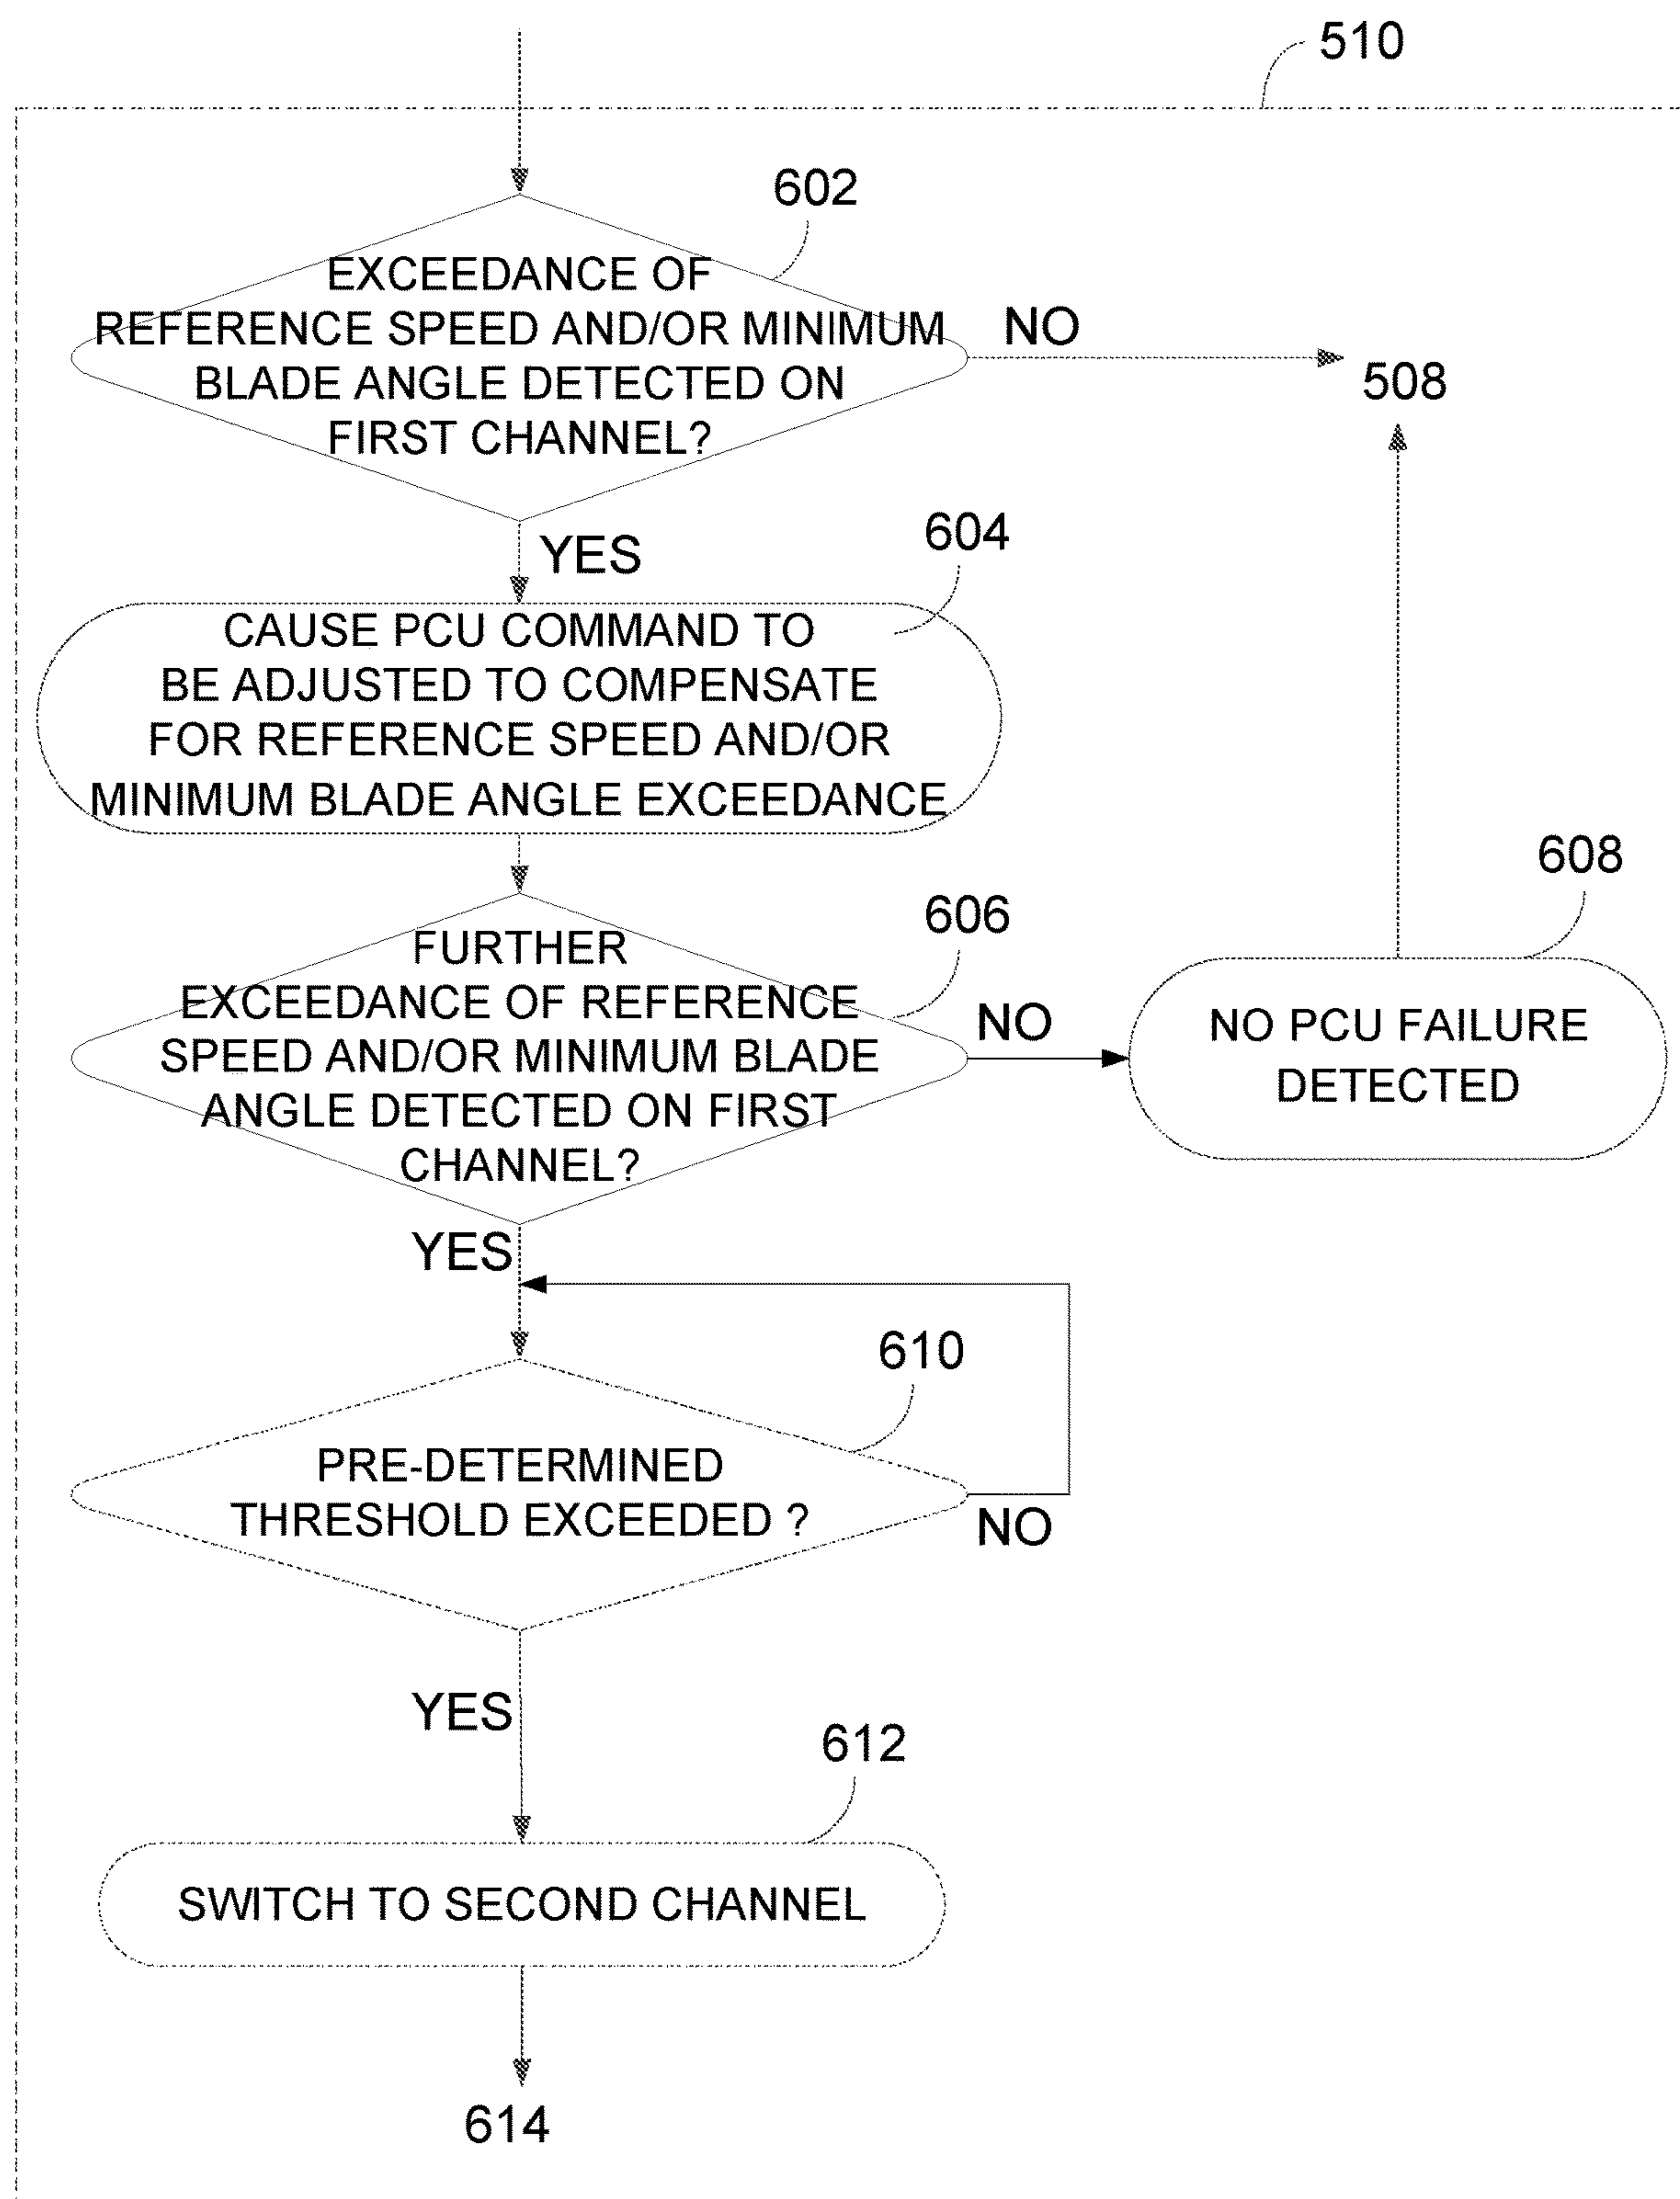 510
602
EXCEEDANCE OF
REFERENCE SPEED AND/OR MINIMUM
BLADE ANGLE DETECTED ON
FIRST CHANNEL?
NO
508
YES
604
CAUSE PCU COMMAND TO
BE ADJUSTED TO COMPENSATE
FOR REFERENCE SPEED AND/OR
MINIMUM BLADE ANGLE EXCEEDANCE
606
FURTHER
EXCEEDANCE OF REFERENCE
SPEED AND/OR MINIMUM BLADE
ANGLE DETECTED ON FIRST
CHANNEL?
NO
608
NO PCU FAILURE
DETECTED
YES
610
PRE-DETERMINED
THRESHOLD EXCEEDED ?
NO
YES
612
SWITCH TO SECOND CHANNEL
614